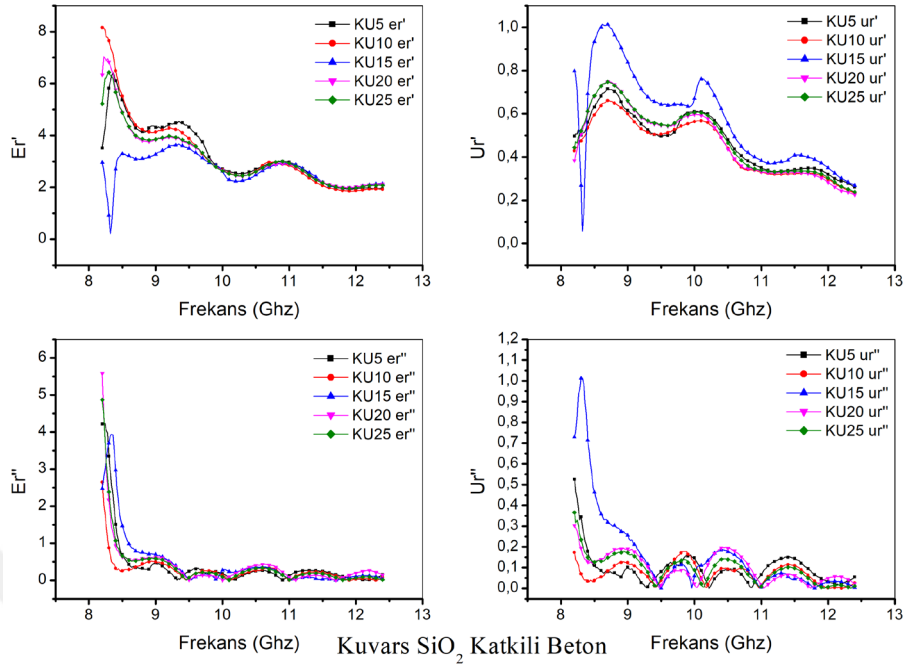 8
6
4
2
0
Er'
8 9 10 11 12 13
Frekans (Ghz)
KU5 er'
KU10 er'
KU15 er'
KU20 er'
KU25 er'
1,0
0,8
0,6
0,4
0,2
0,0
Ur'
8 9 10 11 12 13
Frekans (Ghz)
KU5 ur'
KU10 ur'
KU15 ur'
KU20 ur'
KU25 ur'
6
5
4
3
2
1
0
Er''
8 9 10 11 12 13
Frekans (Ghz)
KU5 er''
KU10 er''
KU15 er''
KU20 er''
KU25 er''
1,2
1,1
1,0
0,9
0,8
0,7
0,6
0,5
0,4
0,3
0,2
0,1
0,0
Ur''
8 9 10 11 12 13
Frekans (Ghz)
KU5 ur''
KU10 ur''
KU15 ur''
KU20 ur''
KU25 ur''
Kuvars SiO₂ Katkili Beton